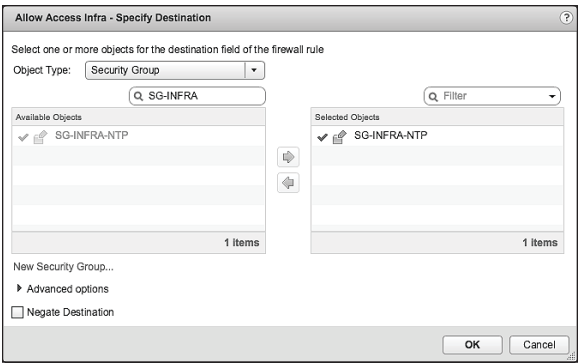 Allow Access Infra - Specify Destination
?
Select one or more objects for the destination field of the firewall rule
Object Type: Security Group
SG-INFRA
Filter
Available Objects
SG-INFRA-NTP
1 items
Selected Objects
SG-INFRA-NTP
1 items
New Security Group...
Advanced options
Negate Destination
OK
Cancel